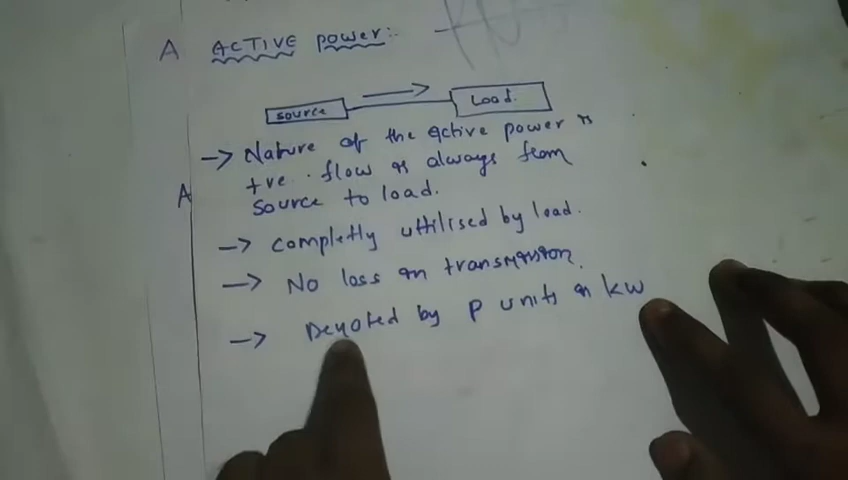 A ACTIVE power:-
source Load.
-> Nature of the active power is
+ve. flow is always from
A
source to load.
-> completly uttilised by load.
-> No loss in transmission.
-> Denoted by P units in kw